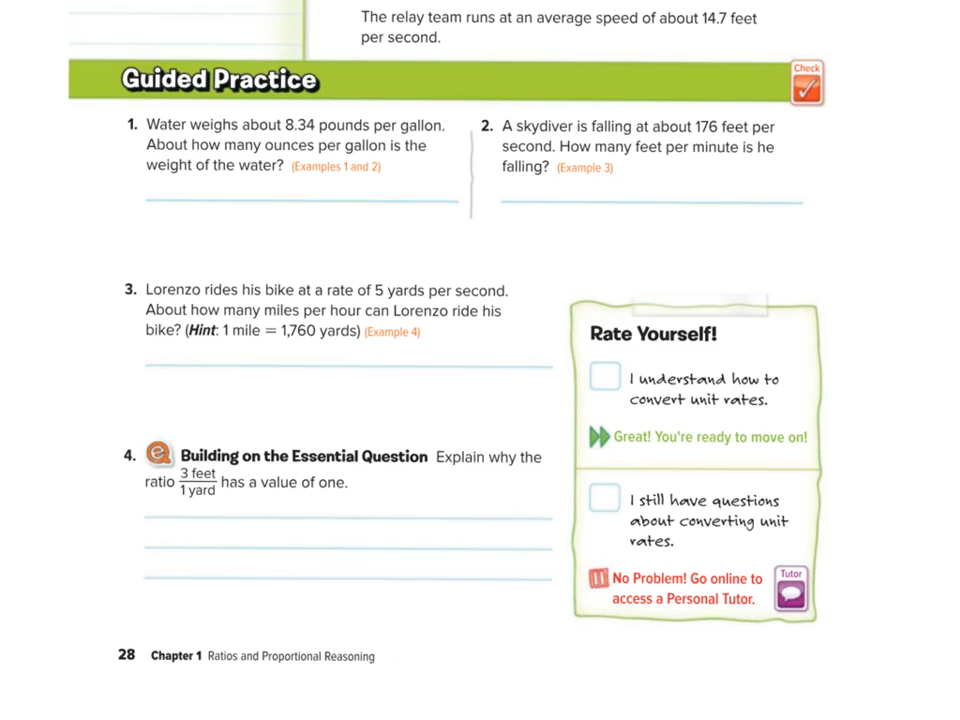 The relay team runs at an average speed of about 14.7 feet
per second.
Guided Practice
Check
1. Water weighs about 8.34 pounds per gallon.
About how many ounces per gallon is the
weight of the water? (Examples 1 and 2)
2. A skydiver is falling at about 176 feet per
second. How many feet per minute is he
falling? (Example 3)
3. Lorenzo rides his bike at a rate of 5 yards per second.
About how many miles per hour can Lorenzo ride his
bike? (Hint: 1 mile = 1,760 yards) (Example 4)
4. e Building on the Essential Question Explain why the
ratio 3 feet/1 yard has a value of one.
Rate Yourself!
I understand how to
convert unit rates.
Great! You're ready to move on!
I still have questions
about converting unit
rates.
No Problem! Go online to
access a Personal Tutor.
Tutor
28 Chapter 1 Ratios and Proportional Reasoning